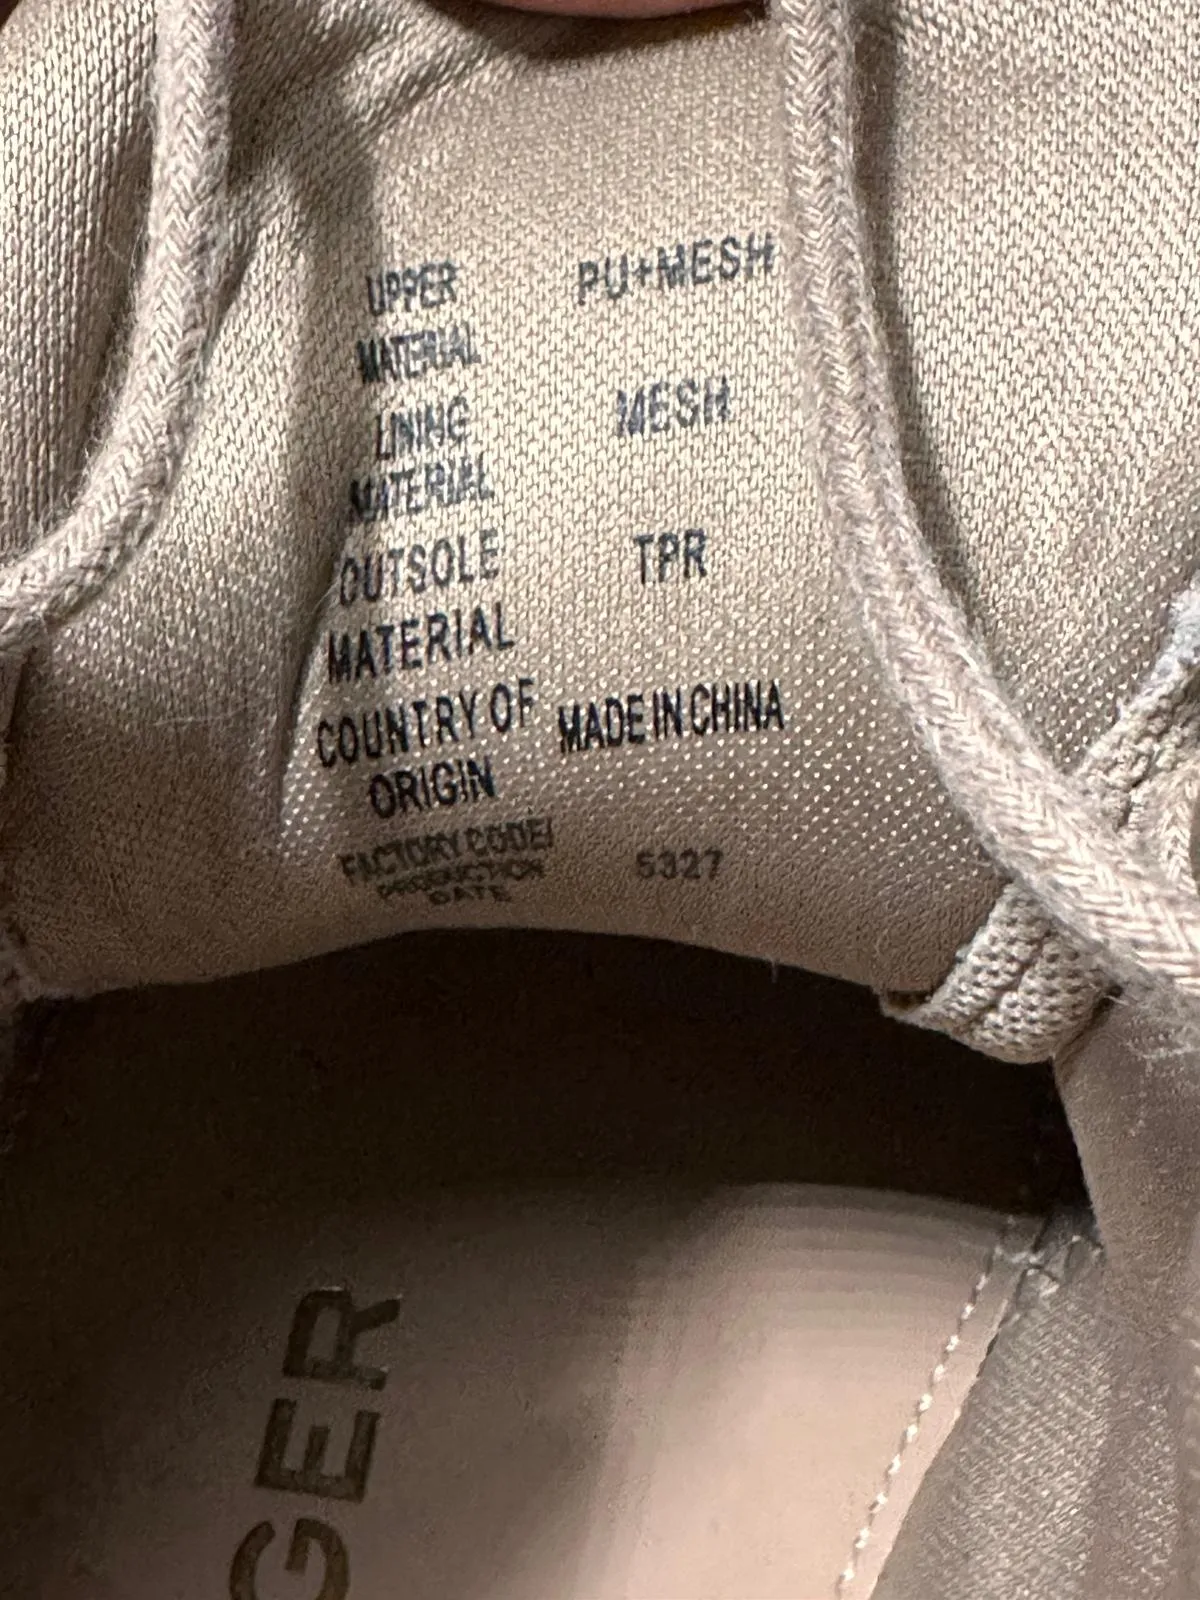 UPPER MATERIAL PU+MESH
LINING MATERIAL MESH
OUTSOLE MATERIAL TPR
COUNTRY OF ORIGIN MADE IN CHINA
FACTORY CODE/ PRODUCTION DATE 5327
GER